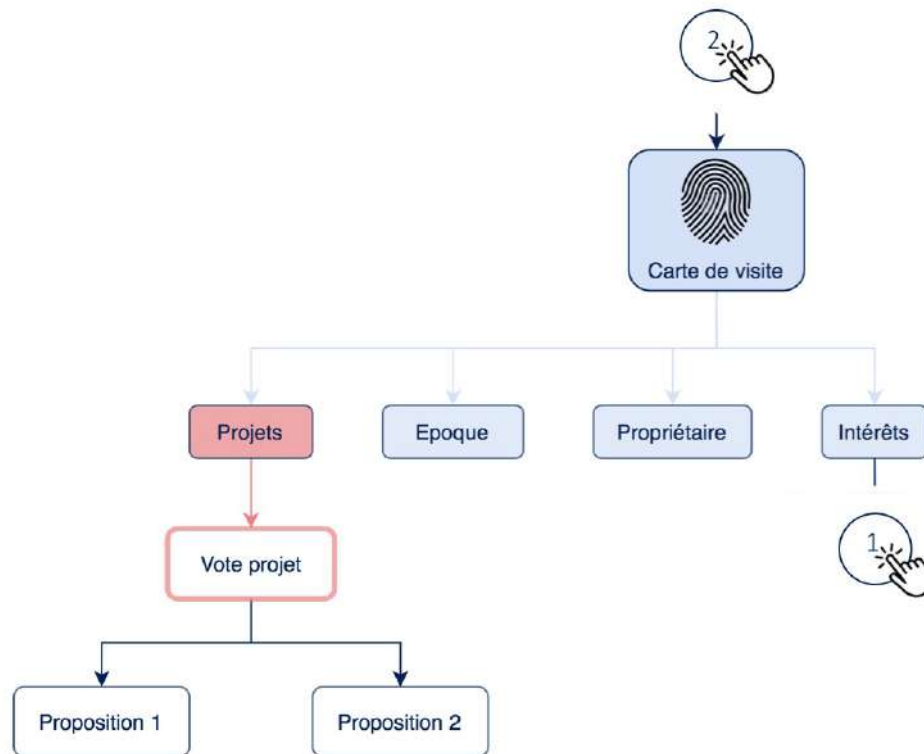 2
Carte de visite
Projets
Epoque
Propriétaire
Intérêts
1
Vote projet
Proposition 1
Proposition 2